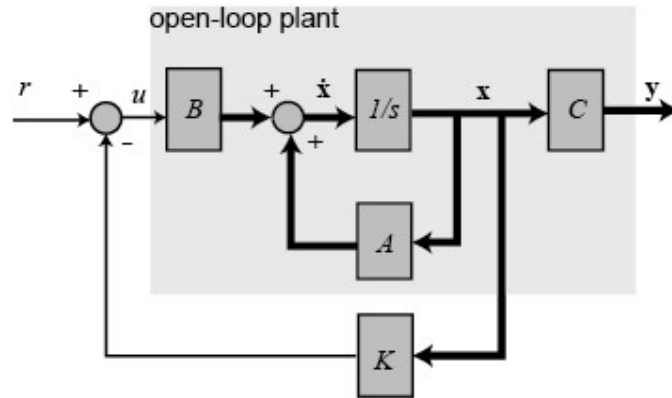 open-loop plant
r
+
-
u
B
+
+
ẋ
1/s
x
C
y
A
K